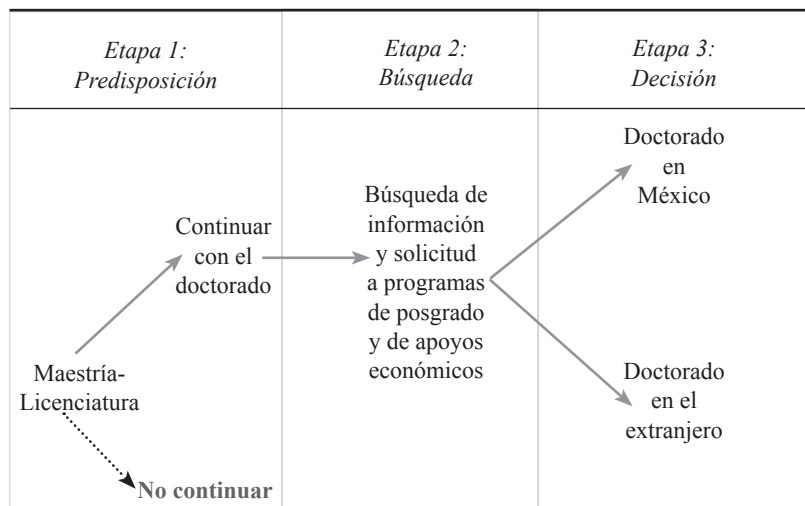 Etapa 1:
Predisposición
Etapa 2:
Búsqueda
Etapa 3:
Decisión
Maestría-
Licenciatura
Continuar
con el
doctorado
No continuar
Búsqueda de
información
y solicitud
a programas
de posgrado
y de apoyos
económicos
Doctorado
en
México
Doctorado
en el
extranjero